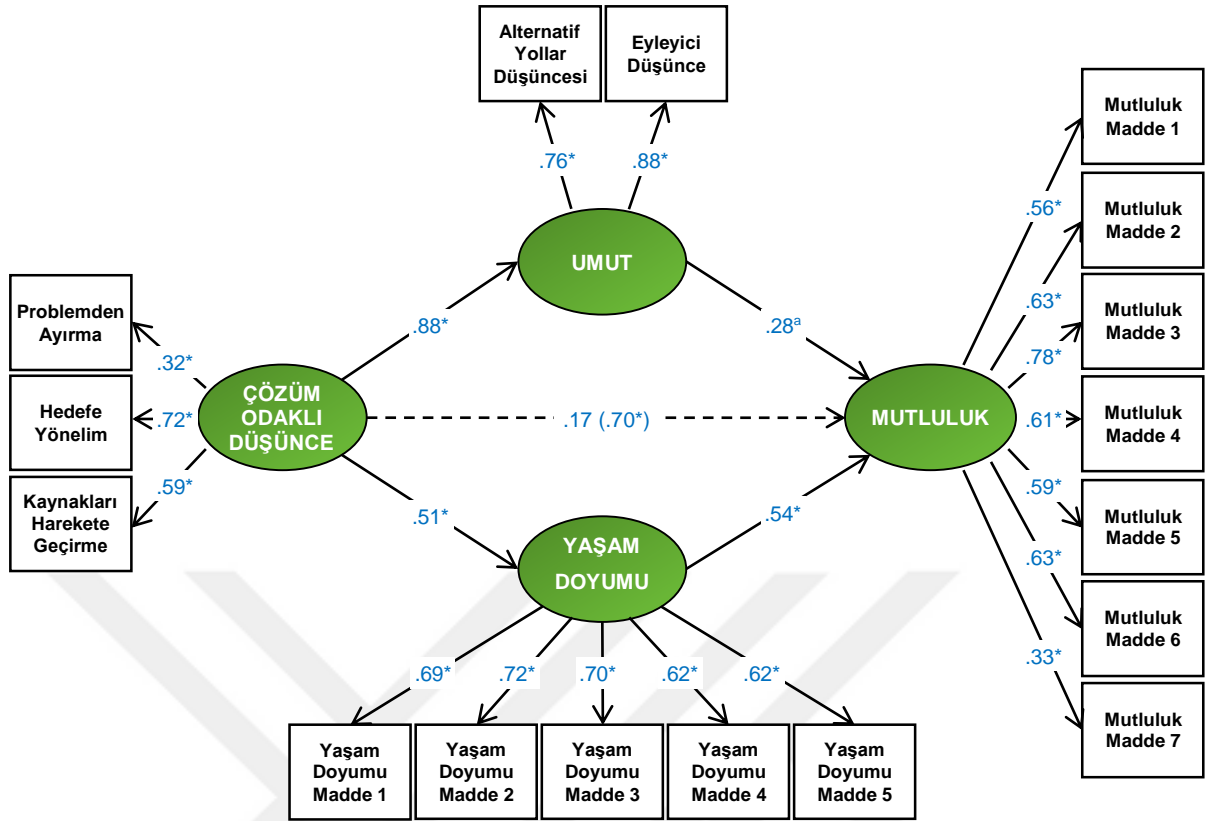 Alternatif
Yollar
Düşüncesi
Eyleyici
Düşünce
.76*
.88*
UMUT
Problemden
Ayırma
Hedefe
Yönelim
Kaynakları
Harekete
Geçirme
.32*
.72*
.59*
ÇÖZÜM
ODAKLI
DÜŞÜNCE
.88*
.28ª
.17 (.70*)
.51*
.54*
MUTLULUK
YAŞAM
DOYUMU
.69*
.72*
.70*
.62*
.62*
Yaşam
Doyumu
Madde 1
Yaşam
Doyumu
Madde 2
Yaşam
Doyumu
Madde 3
Yaşam
Doyumu
Madde 4
Yaşam
Doyumu
Madde 5
.56*
.63*
.78*
.61*
.59*
.63*
.33*
Mutluluk
Madde 1
Mutluluk
Madde 2
Mutluluk
Madde 3
Mutluluk
Madde 4
Mutluluk
Madde 5
Mutluluk
Madde 6
Mutluluk
Madde 7